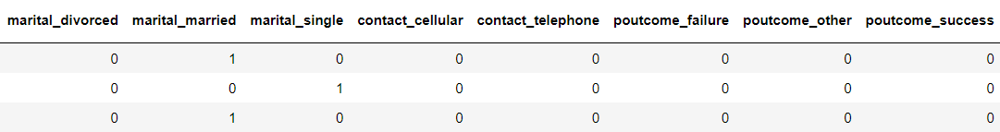 marital_divorced marital_married marital_single contact_cellular contact_telephone poutcome_failure poutcome_other poutcome_success
0 1 0 0 0 0 0 0
0 0 1 0 0 0 0 0
0 1 0 0 0 0 0 0